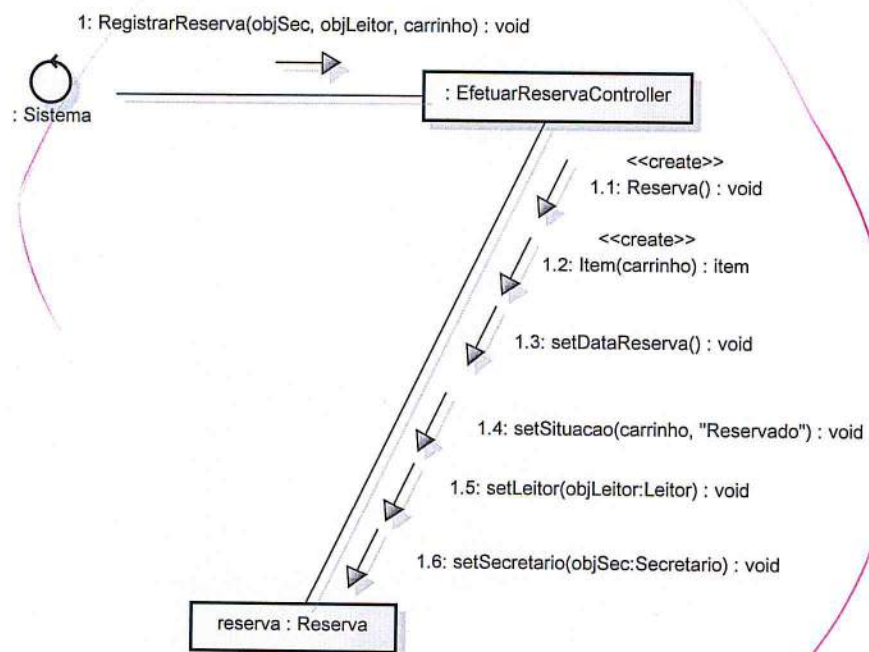 1: RegistrarReserva(objSec, objLeitor, carrinho) : void
: Sistema
: EfetuarReservaController
<<create>>
1.1: Reserva() : void
<<create>>
1.2: Item(carrinho) : item
1.3: setDataReserva() : void
1.4: setSituacao(carrinho, "Reservado") : void
1.5: setLeitor(objLeitor:Leitor) : void
1.6: setSecretario(objSec:Secretario) : void
reserva : Reserva